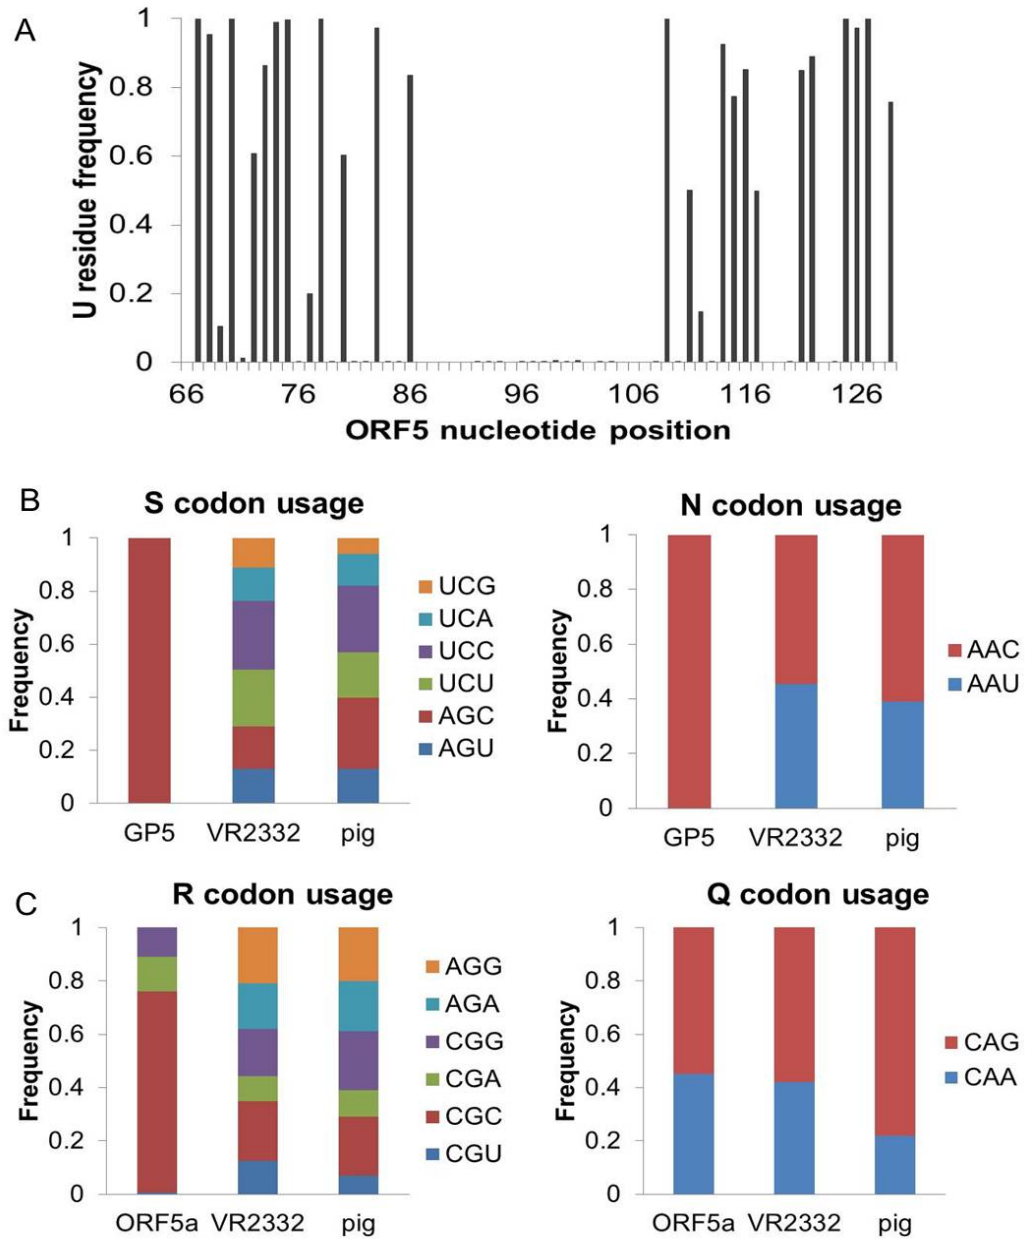 A
U residue frequency
1
0.8
0.6
0.4
0.2
0
66 76 86 96 106 116 126
ORF5 nucleotide position
B
S codon usage
Frequency
1
0.8
0.6
0.4
0.2
0
GP5 VR2332 pig
UCG
UCA
UCC
UCU
AGC
AGU
N codon usage
Frequency
1
0.8
0.6
0.4
0.2
0
GP5 VR2332 pig
AAC
AAU
C
R codon usage
Frequency
1
0.8
0.6
0.4
0.2
0
ORF5a VR2332 pig
AGG
AGA
CGG
CGA
CGC
CGU
Q codon usage
Frequency
1
0.8
0.6
0.4
0.2
0
ORF5a VR2332 pig
CAG
CAA